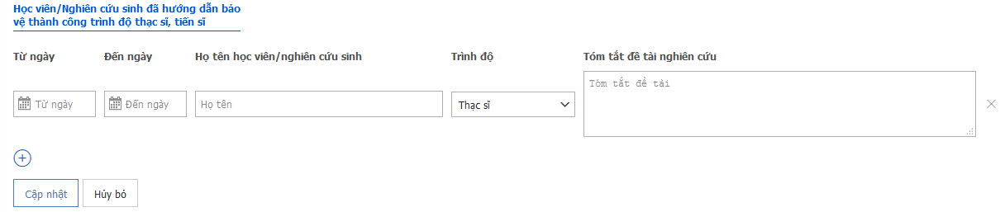 Học viên/Nghiên cứu sinh đã hướng dẫn bảo
vệ thành công trình độ thạc sĩ, tiến sĩ
Từ ngày Đến ngày Họ tên học viên/nghiên cứu sinh Trình độ Tóm tắt đề tài nghiên cứu
Từ ngày Đến ngày Họ tên Thạc sĩ Tóm tắt đề tài
Cập nhật Hủy bỏ